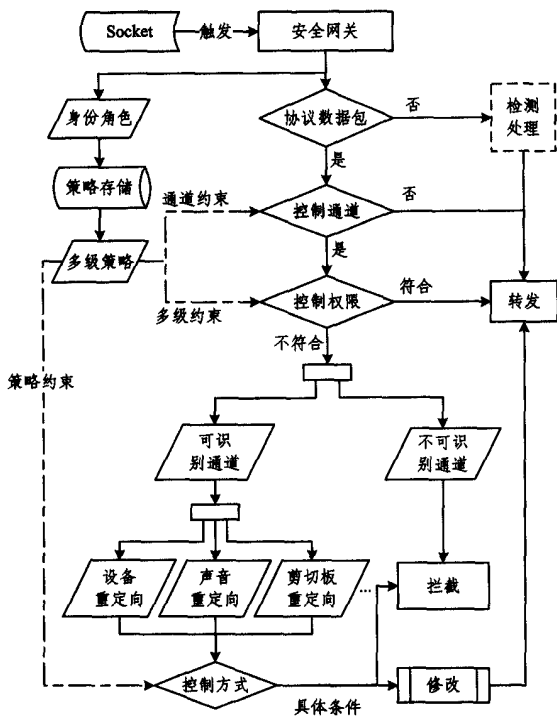 Socket
触发
安全网关
身份角色
协议数据包
否
检测
处理
是
策略存储
通道约束
控制通道
否
是
多级策略
多级约束
控制权限
符合
转发
不符合
策略约束
可识
别通道
不可识
别通道
设备
重定向
声音
重定向
剪切板
重定向
...
拦截
控制方式
具体条件
修改